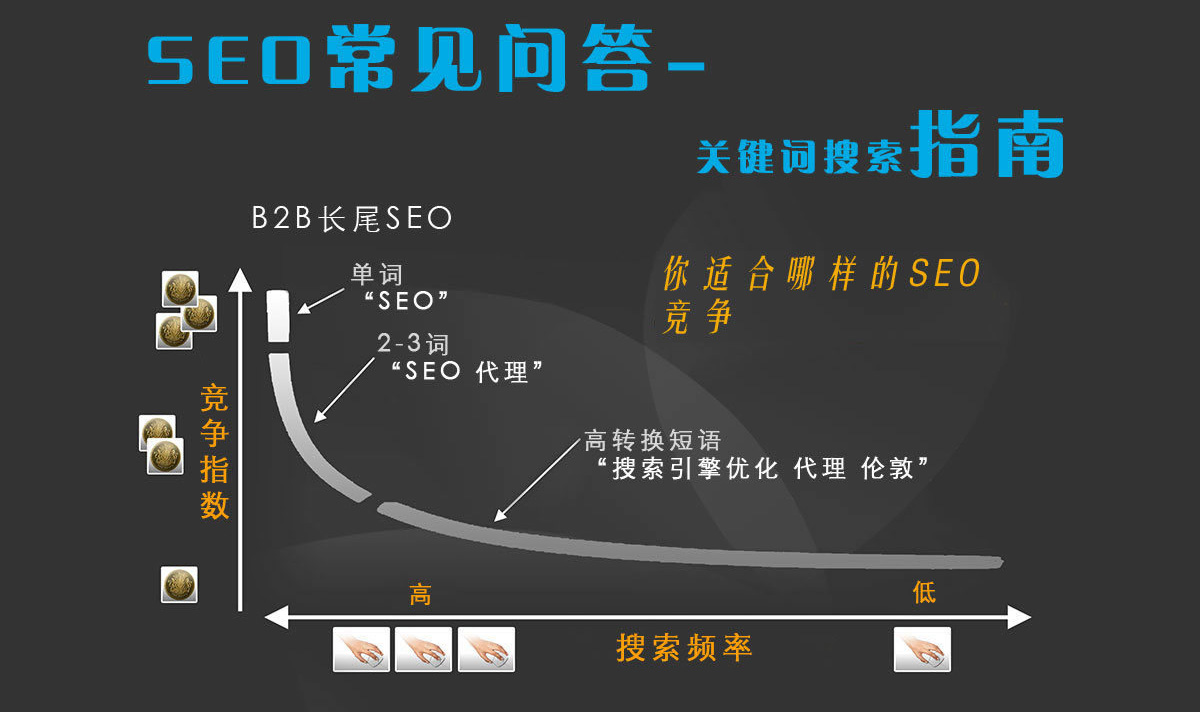 SEO常见问答-
关键词搜索指南
B2B长尾SEO
单词
“SEO”
2-3词
“SEO 代理”
你适合哪样的SEO
竞争
高转换短语
“搜索引擎优化 代理 伦敦”
竞争指数
高
低
搜索频率